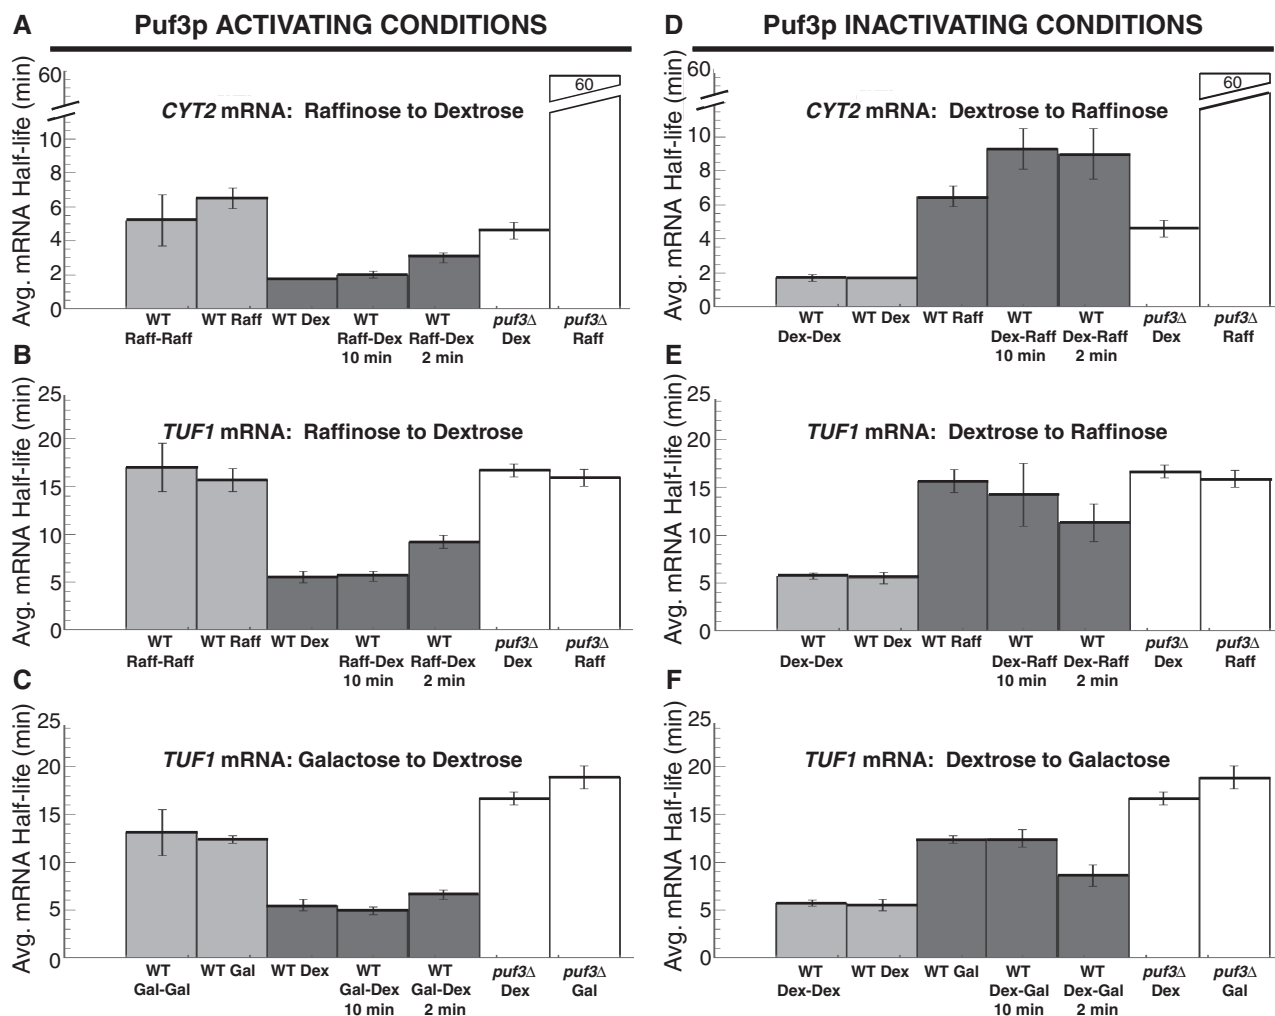 A Puf3p ACTIVATING CONDITIONS
Avg. mRNA Half-life (min)
60
10
8
6
4
2
0
CYT2 mRNA: Raffinose to Dextrose
60
WT Raff-Raff
WT Raff
WT Dex
WT Raff-Dex 10 min
WT Raff-Dex 2 min
puf3Δ Dex
puf3Δ Raff
B
Avg. mRNA Half-life (min)
25
20
15
10
5
0
TUF1 mRNA: Raffinose to Dextrose
WT Raff-Raff
WT Raff
WT Dex
WT Raff-Dex 10 min
WT Raff-Dex 2 min
puf3Δ Dex
puf3Δ Raff
C
Avg. mRNA Half-life (min)
25
20
15
10
5
0
TUF1 mRNA: Galactose to Dextrose
WT Gal-Gal
WT Gal
WT Dex
WT Gal-Dex 10 min
WT Gal-Dex 2 min
puf3Δ Dex
puf3Δ Gal
D Puf3p INACTIVATING CONDITIONS
Avg. mRNA Half-life (min)
60
10
8
6
4
2
0
CYT2 mRNA: Dextrose to Raffinose
60
WT Dex-Dex
WT Dex
WT Raff
WT Dex-Raff 10 min
WT Dex-Raff 2 min
puf3Δ Dex
puf3Δ Raff
E
Avg. mRNA Half-life (min)
25
20
15
10
5
0
TUF1 mRNA: Dextrose to Raffinose
WT Dex-Dex
WT Dex
WT Raff
WT Dex-Raff 10 min
WT Dex-Raff 2 min
puf3Δ Dex
puf3Δ Raff
F
Avg. mRNA Half-life (min)
25
20
15
10
5
0
TUF1 mRNA: Dextrose to Galactose
WT Dex-Dex
WT Dex
WT Gal
WT Dex-Gal 10 min
WT Dex-Gal 2 min
puf3Δ Dex
puf3Δ Gal